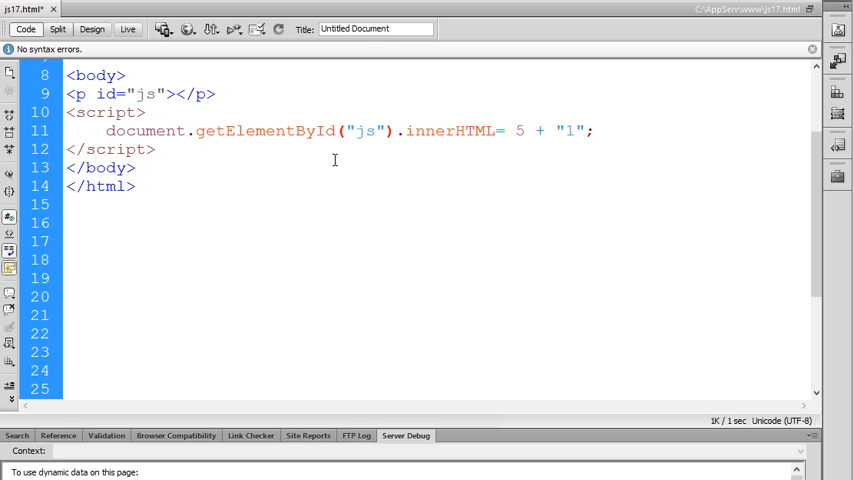 js17.html* ×
C:\AppServ\www\js17.html
Code Split Design Live Title: Untitled Document
No syntax errors.
8 <body>
9 <p id="js"></p>
10 <script>
11 document.getElementById("js").innerHTML= 5 + "1";
12 </script>
13 </body>
14 </html>
15
16
17
18
19
20
21
22
23
24
25
1K / 1 sec Unicode (UTF-8)
Search Reference Validation Browser Compatibility Link Checker Site Reports FTP Log Server Debug
Context:
To use dynamic data on this page: